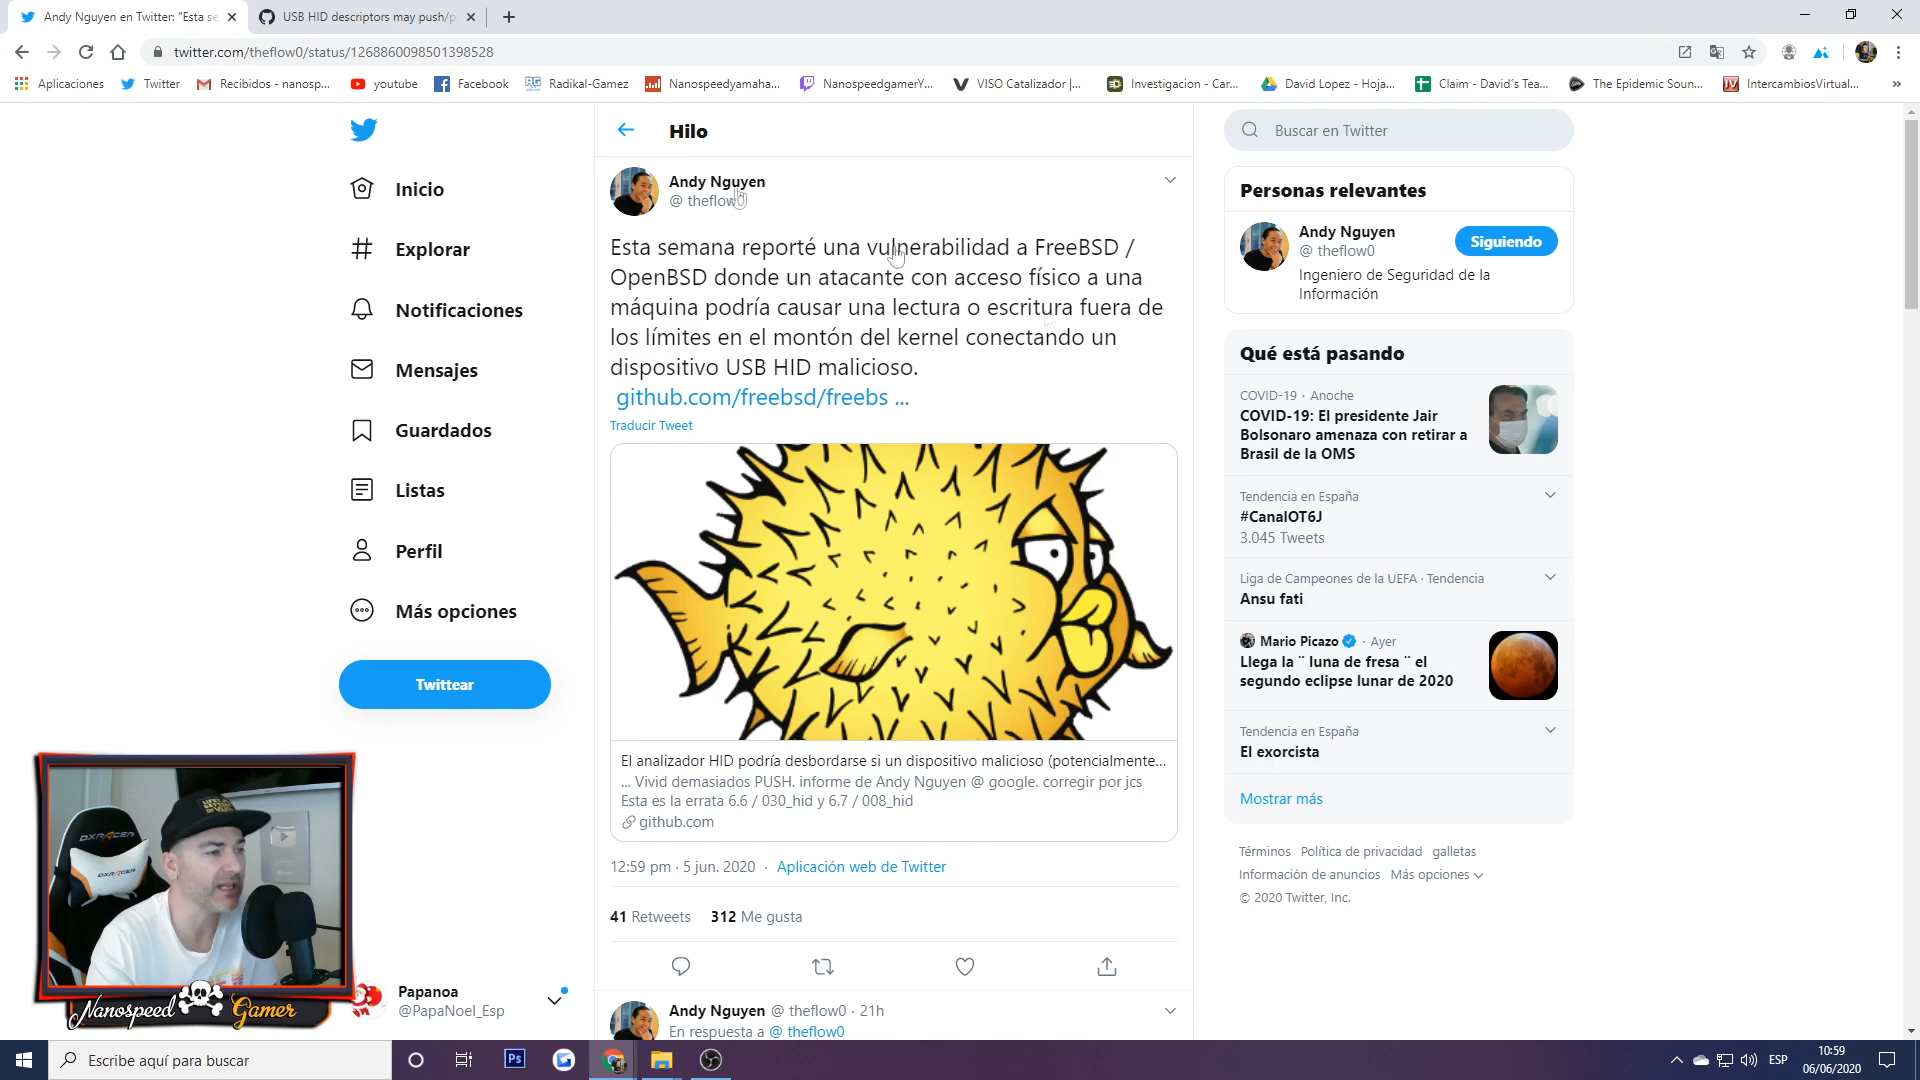 Andy Nguyen en Twitter: "Esta se
USB HID descriptors may push/p
twitter.com/theflow0/status/1268860098501398528
Aplicaciones
Twitter
Recibidos - nanosp...
youtube
Facebook
Radikal-Gamez
Nanospeedyamaha...
NanospeedgamerY...
VISO Catalizador |...
Investigacion - Car...
David Lopez - Hoja...
Claim - David´s Tea...
The Epidemic Soun...
IntercambiosVirtual...
»
Inicio
Explorar
Notificaciones
Mensajes
Guardados
Listas
Perfil
Más opciones
Twittear
Papanoa
@PapaNoel_Esp
Hilo
Andy Nguyen
@ theflow0
Esta semana reporté una vulnerabilidad a FreeBSD /
OpenBSD donde un atacante con acceso físico a una
máquina podría causar una lectura o escritura fuera de
los límites en el montón del kernel conectando un
dispositivo USB HID malicioso.
github.com/freebsd/freebs ...
Traducir Tweet
El analizador HID podría desbordarse si un dispositivo malicioso (potencialmente...
... Vivid demasiados PUSH. informe de Andy Nguyen @ google. corregir por jcs
Esta es la errata 6.6 / 030_hid y 6.7 / 008_hid
github.com
12:59 pm · 5 jun. 2020 · Aplicación web de Twitter
41 Retweets 312 Me gusta
Andy Nguyen @ theflow0 · 21h
En respuesta a @ theflow0
Buscar en Twitter
Personas relevantes
Andy Nguyen
@ theflow0
Siguiendo
Ingeniero de Seguridad de la
Información
Qué está pasando
COVID-19 · Anoche
COVID-19: El presidente Jair
Bolsonaro amenaza con retirar a
Brasil de la OMS
Tendencia en España
#CanalOT6J
3.045 Tweets
Liga de Campeones de la UEFA · Tendencia
Ansu fati
Mario Picazo · Ayer
Llega la ¨ luna de fresa ¨ el
segundo eclipse lunar de 2020
Tendencia en España
El exorcista
Mostrar más
Términos Política de privacidad galletas
Información de anuncios Más opciones
© 2020 Twitter, Inc.
DXRACER
DXRACER
Nanospeed Gamer
Escribe aquí para buscar
Ps
ESP
10:59
06/06/2020